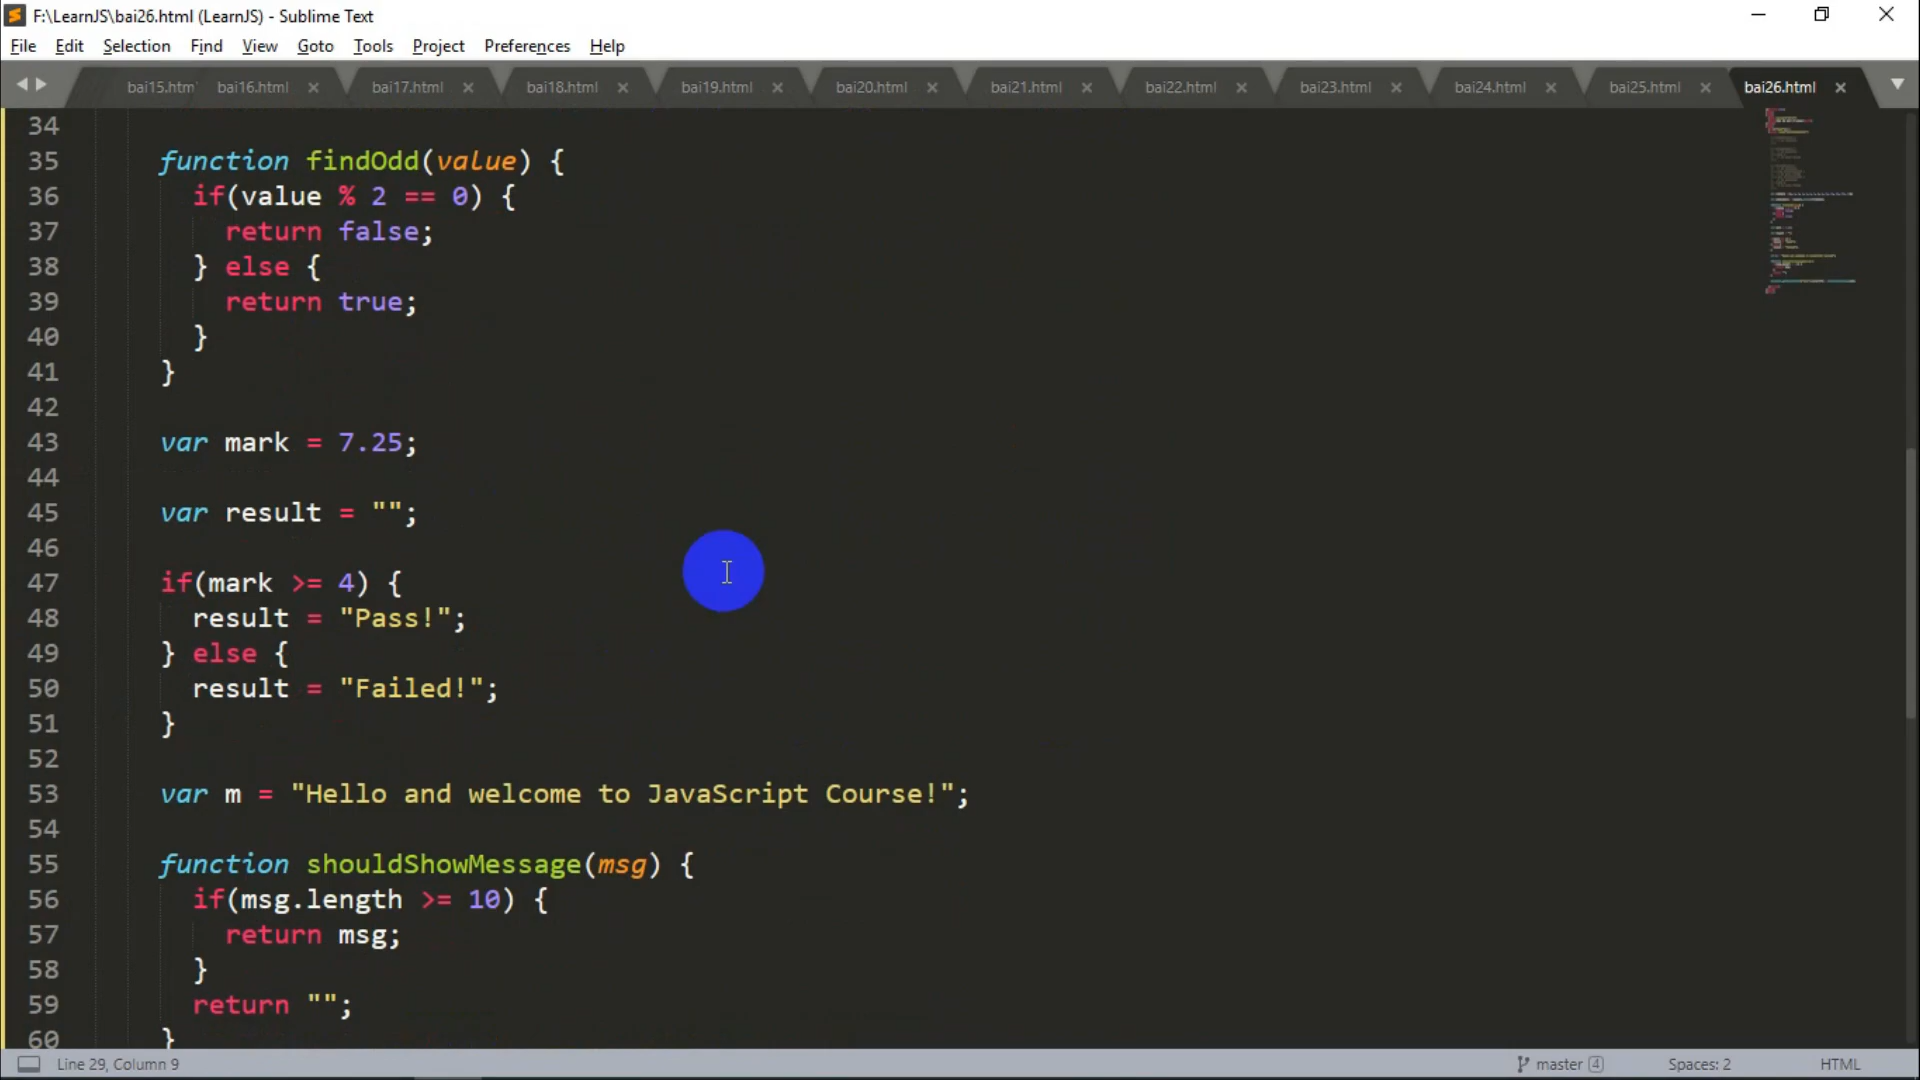 F:\LearnJS\bai26.html (LearnJS) - Sublime Text
File Edit Selection Find View Goto Tools Project Preferences Help
bai15.htm bai16.html bai17.html bai18.html bai19.html bai20.html bai21.html bai22.html bai23.html bai24.html bai25.html bai26.html
34
35 function findOdd(value) {
36 if(value % 2 == 0) {
37 return false;
38 } else {
39 return true;
40 }
41 }
42
43 var mark = 7.25;
44
45 var result = "";
46
47 if(mark >= 4) {
48 result = "Pass!";
49 } else {
50 result = "Failed!";
51 }
52
53 var m = "Hello and welcome to JavaScript Course!";
54
55 function shouldShowMessage(msg) {
56 if(msg.length >= 10) {
57 return msg;
58 }
59 return "";
60 }
Line 29, Column 9 master 4 Spaces: 2 HTML